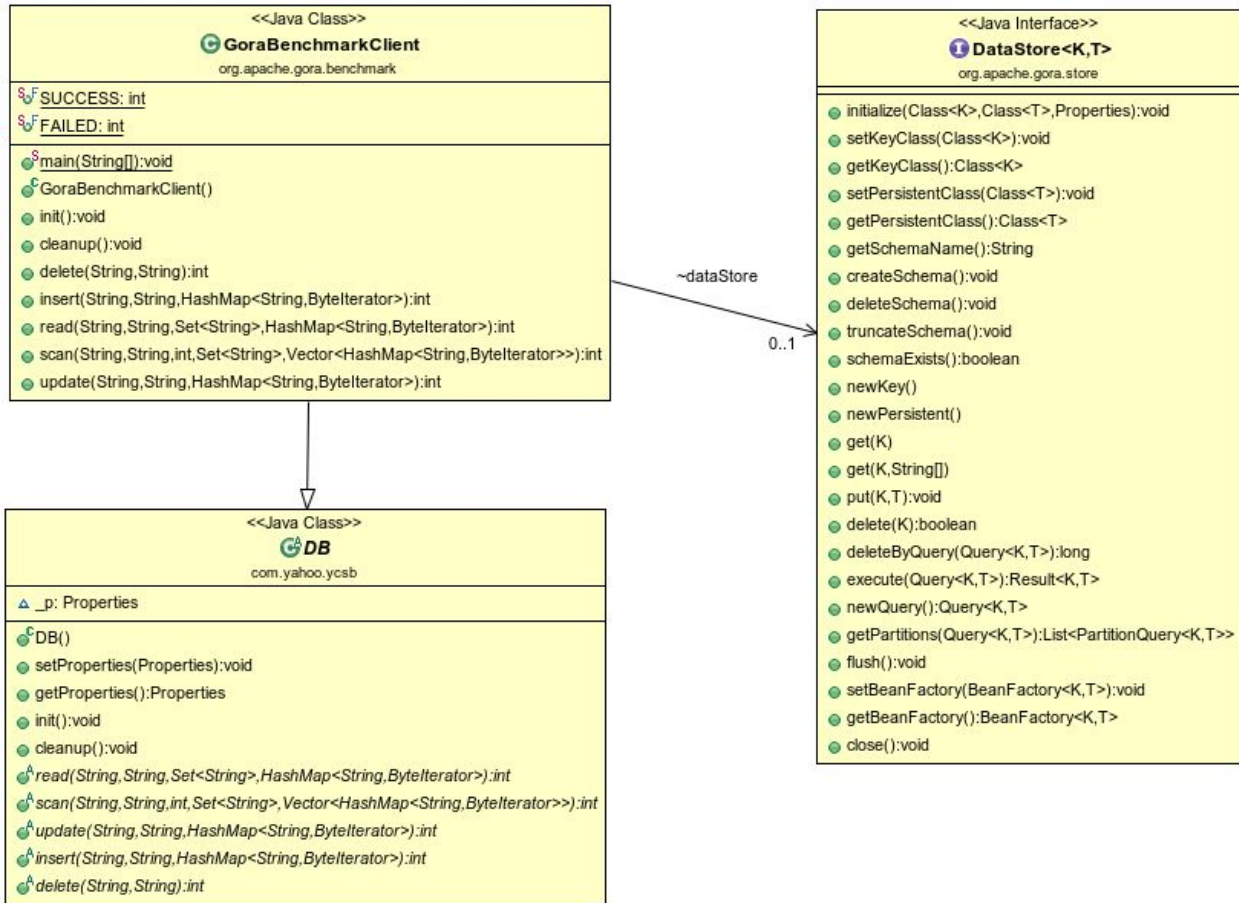 <<Java Class>>
GoraBenchmarkClient
org.apache.gora.benchmark
SUCCESS: int
FAILED: int
main(String[]):void
GoraBenchmarkClient()
init():void
cleanup():void
delete(String,String):int
insert(String,String,HashMap<String,ByteIterator>):int
read(String,String,Set<String>,HashMap<String,ByteIterator>):int
scan(String,String,int,Set<String>,Vector<HashMap<String,ByteIterator>>):int
update(String,String,HashMap<String,ByteIterator>):int
~dataStore
0..1
<<Java Interface>>
DataStore<K,T>
org.apache.gora.store
initialize(Class<K>,Class<T>,Properties):void
setKeyClass(Class<K>):void
getKeyClass():Class<K>
setPersistentClass(Class<T>):void
getPersistentClass():Class<T>
getSchemaName():String
createSchema():void
deleteSchema():void
truncateSchema():void
schemaExists():boolean
newKey()
newPersistent()
get(K)
get(K,String[])
put(K,T):void
delete(K):boolean
deleteByQuery(Query<K,T>):long
execute(Query<K,T>):Result<K,T>
newQuery():Query<K,T>
getPartitions(Query<K,T>):List<PartitionQuery<K,T>>
flush():void
setBeanFactory(BeanFactory<K,T>):void
getBeanFactory():BeanFactory<K,T>
close():void
<<Java Class>>
DB
com.yahoo.ycsb
_p: Properties
DB()
setProperties(Properties):void
getProperties():Properties
init():void
cleanup():void
read(String,String,Set<String>,HashMap<String,ByteIterator>):int
scan(String,String,int,Set<String>,Vector<HashMap<String,ByteIterator>>):int
update(String,String,HashMap<String,ByteIterator>):int
insert(String,String,HashMap<String,ByteIterator>):int
delete(String,String):int